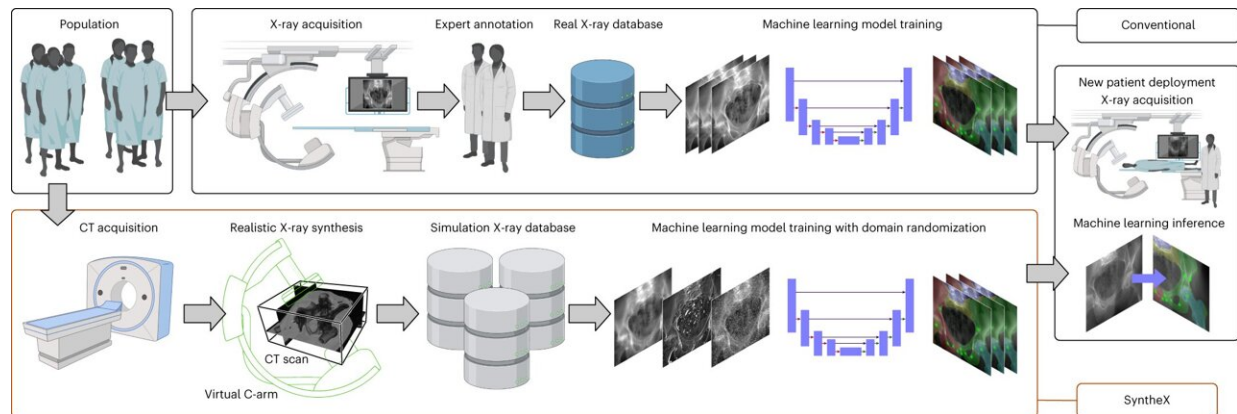 Population
X-ray acquisition
Expert annotation
Real X-ray database
Machine learning model training
Conventional
New patient deployment
X-ray acquisition
Machine learning inference
CT acquisition
Realistic X-ray synthesis
Simulation X-ray database
Machine learning model training with domain randomization
CT scan
Virtual C-arm
SyntheX